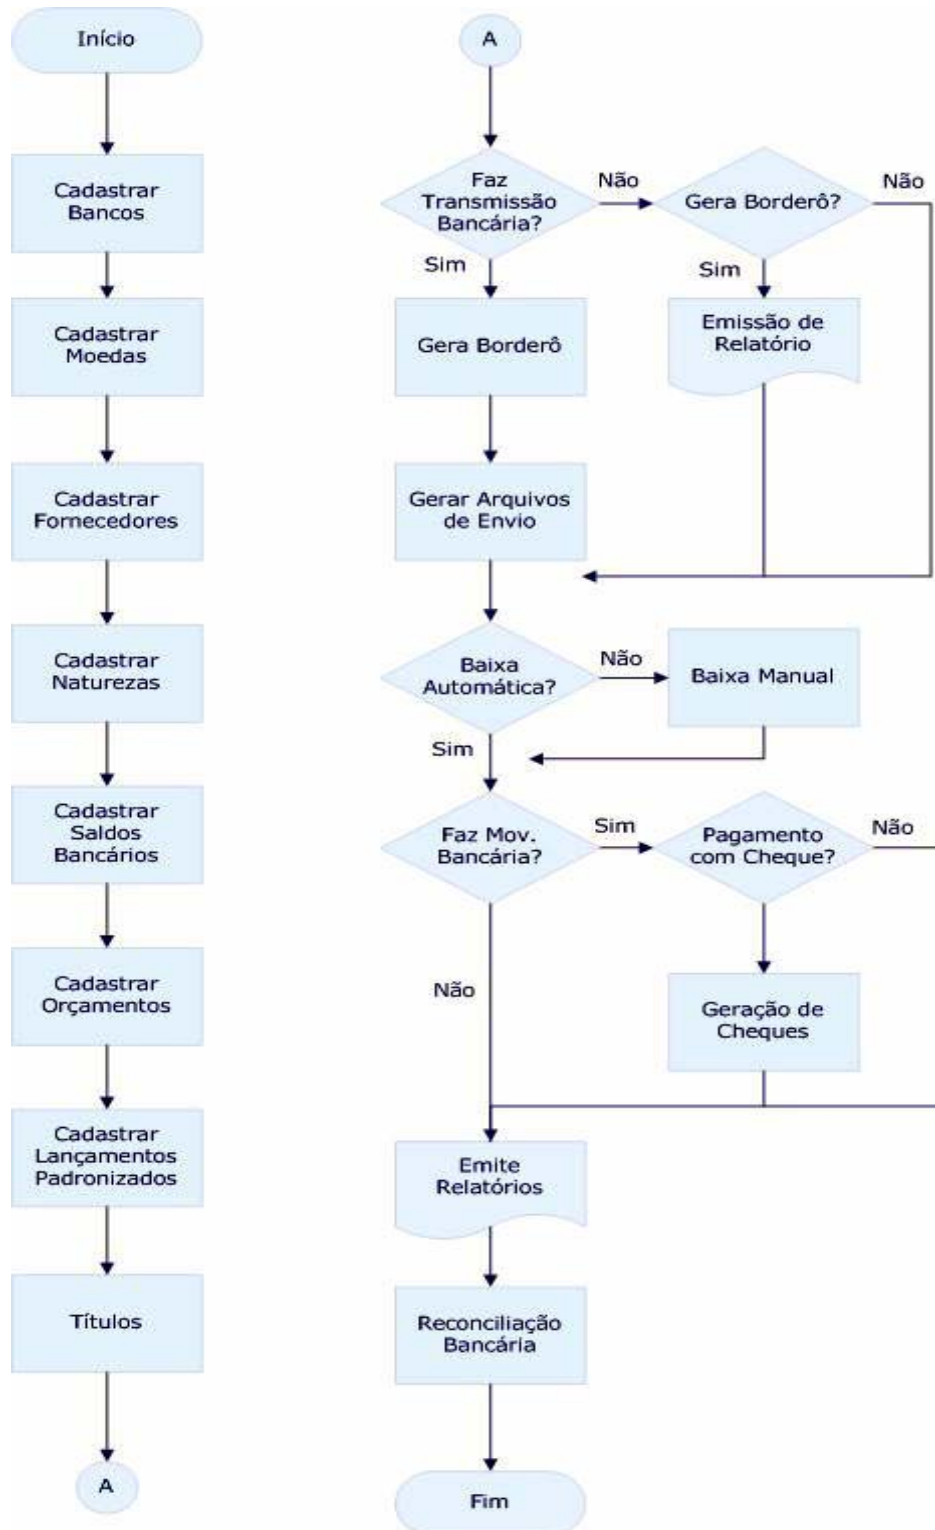 Início
Cadastrar
Bancos
Cadastrar
Moedas
Cadastrar
Fornecedores
Cadastrar
Naturezas
Cadastrar
Saldos
Bancários
Cadastrar
Orçamentos
Cadastrar
Lançamentos
Padronizados
Títulos
A
A
Faz
Transmissão
Bancária?
Não
Gera Borderô?
Não
Sim
Sim
Gera Borderô
Emissão de
Relatório
Gerar Arquivos
de Envio
Baixa
Automática?
Não
Baixa Manual
Sim
Faz Mov.
Bancária?
Sim
Pagamento
com Cheque?
Não
Não
Geração de
Cheques
Emite
Relatórios
Reconciliação
Bancária
Fim